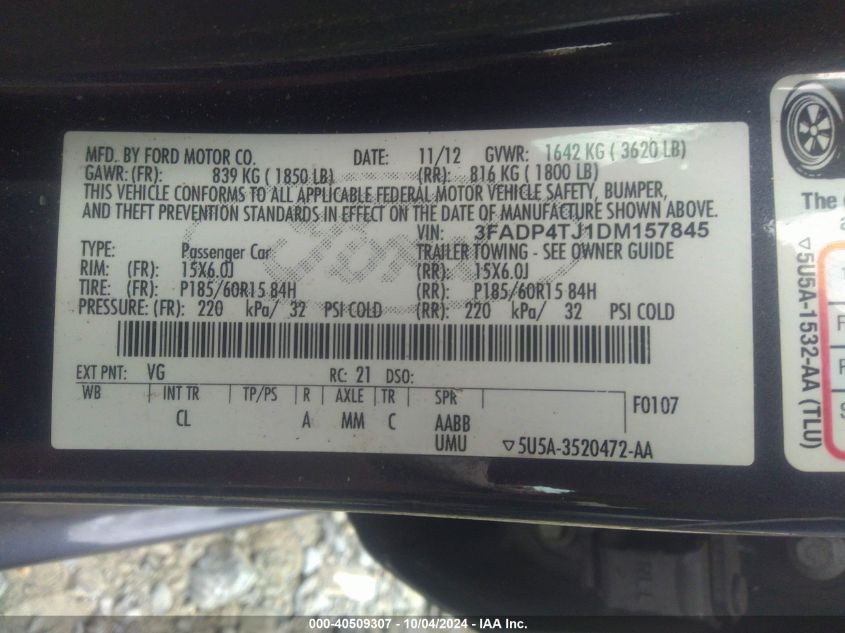 MFD. BY FORD MOTOR CO. DATE: 11/12 GVWR: 1642 KG ( 3620 LB)
GAWR: (FR): 839 KG ( 1850 LB) (RR): 816 KG ( 1800 LB)
THIS VEHICLE CONFORMS TO ALL APPLICABLE FEDERAL MOTOR VEHICLE SAFETY, BUMPER,
AND THEFT PREVENTION STANDARDS IN EFFECT ON THE DATE OF MANUFACTURE SHOWN ABOVE.
VIN: 3FADP4TJ1DM157845
TYPE: Passenger Car TRAILER TOWING - SEE OWNER GUIDE
RIM: (FR): 15X6.0J (RR): 15X6.0J
TIRE: (FR): P185/60R15 84H (RR): P185/60R15 84H
PRESSURE: (FR): 220 kPa/ 32 PSI COLD (RR): 220 kPa/ 32 PSI COLD
EXT PNT: VG RC: 21 DSO:
WB INT TR TP/PS R AXLE TR SPR F0107
CL A MM C AABB
UMU ▽5U5A-3520472-AA
The
▽5U5A-1532-AA (TLU)
000-40509307 - 10/04/2024 - IAA Inc.